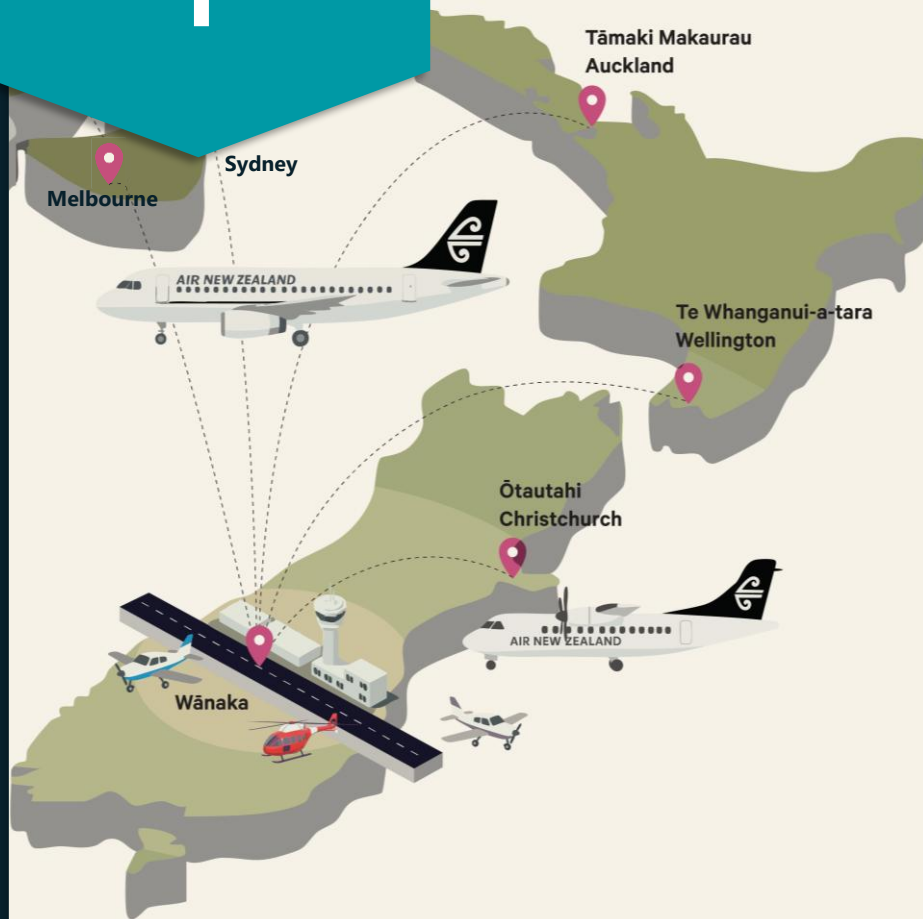 Tāmaki Makaurau
Auckland
Sydney
Melbourne
AIR NEW ZEALAND
Te Whanganui-a-tara
Wellington
Ōtautahi
Christchurch
AIR NEW ZEALAND
Wānaka